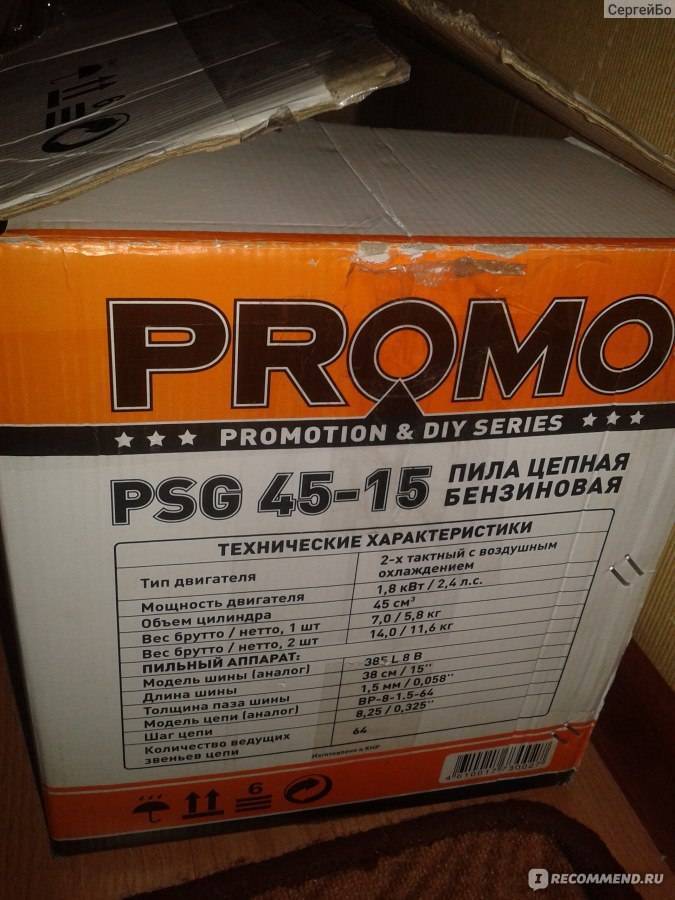 СергейБо
6
PROMO
PROMOTION & DIY SERIES
PSG 45-15 ПИЛА ЦЕПНАЯ
БЕНЗИНОВАЯ
ТЕХНИЧЕСКИЕ ХАРАКТЕРИСТИКИ
Тип двигателя 2-х тактный с воздушным
охлаждением
Мощность двигателя 1,8 кВт / 2,4 л.с.
Объем цилиндра 45 см³
Вес брутто / нетто, 1 шт 7,0 / 5,8 кг
Вес брутто / нетто, 2 шт 14,0 / 11,6 кг
ПИЛЬНЫЙ АППАРАТ:
Модель шины (аналог) 385 L 8 B
Длина шины 38 см / 15''
Толщина паза шины 1,5 мм / 0,058''
Модель цепи (аналог) BP-8-1.5-64
Шаг цепи 8,25 / 0,325''
Количество ведущих
звеньев цепи 64
Изготовлено в КНР
6
IRECOMMEND.RU